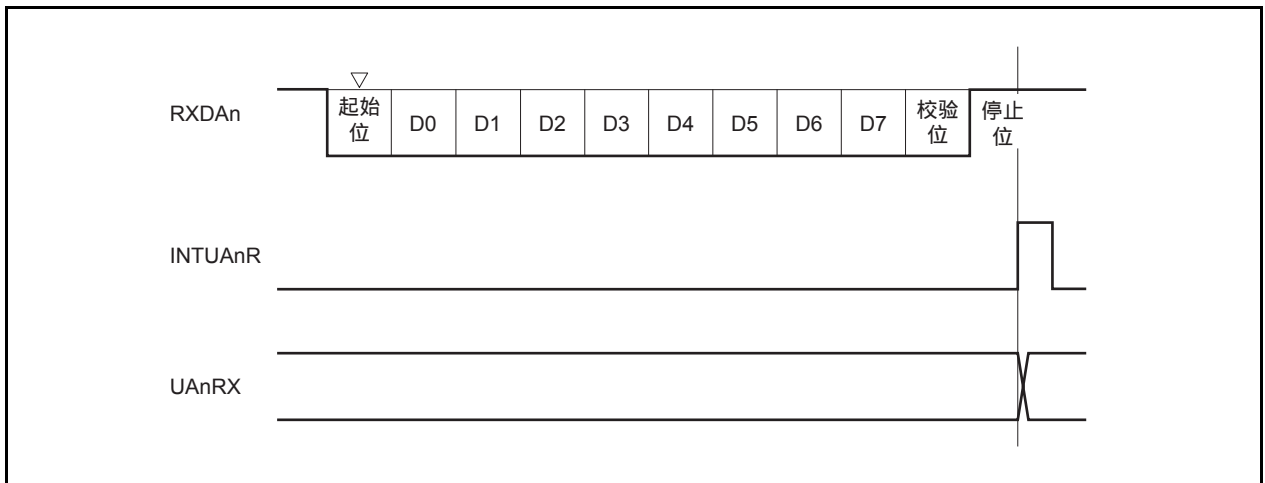 RXDAn
起始
位
D0
D1
D2
D3
D4
D5
D6
D7
校验
位
停止
位
INTUAnR
UAnRX